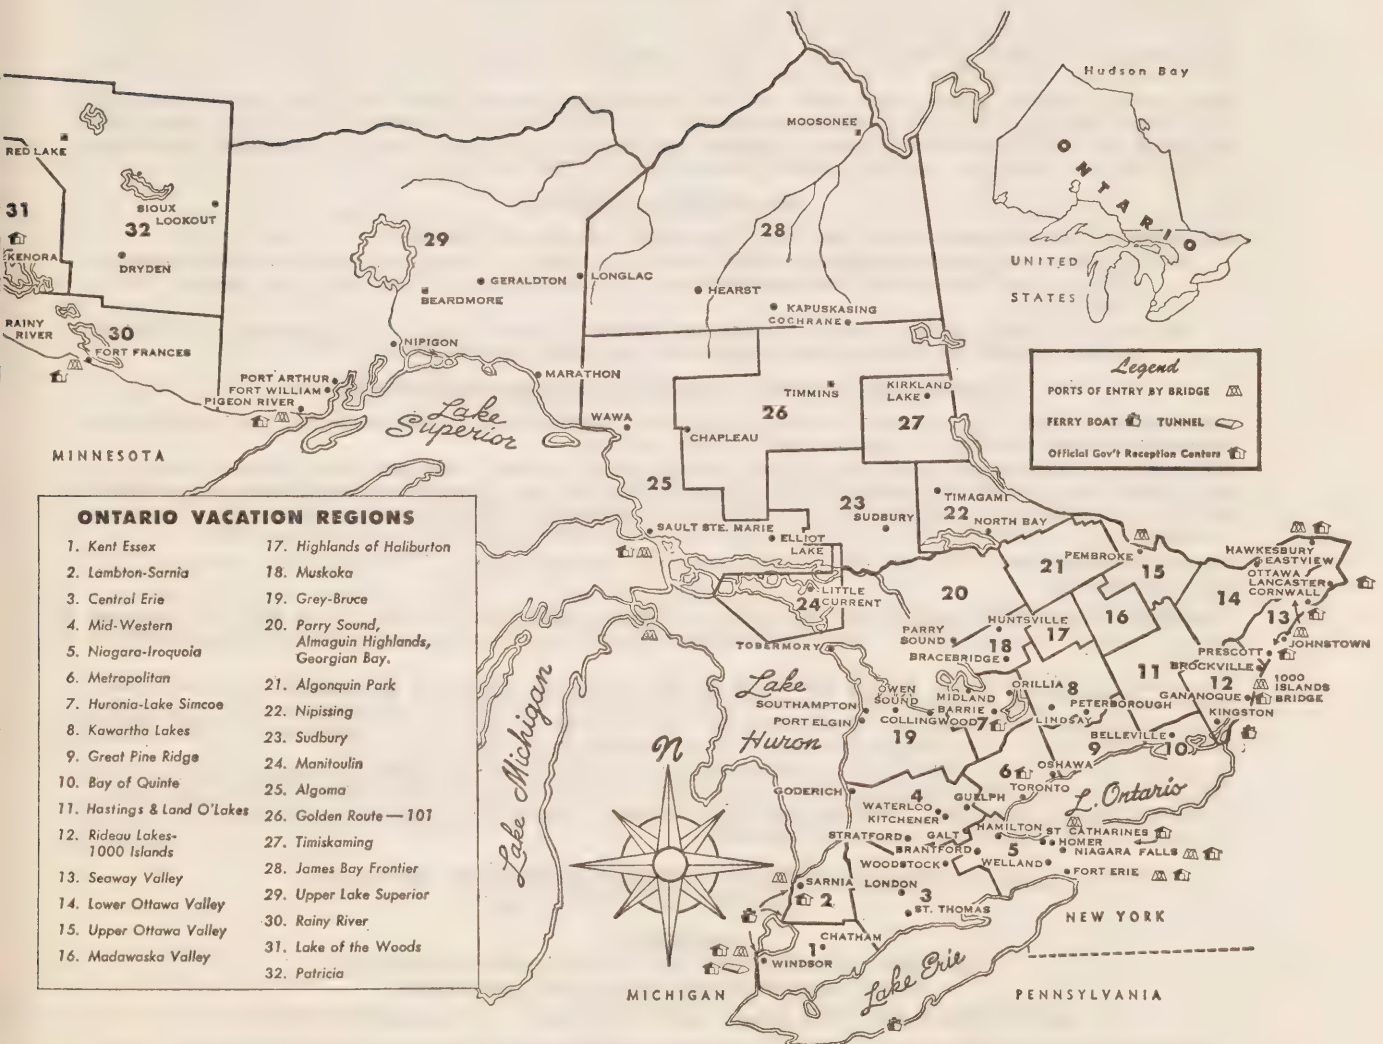 Hudson Bay
ONTARIO
UNITED
STATES
Legend
PORTS OF ENTRY BY BRIDGE
FERRY BOAT TUNNEL
Official Gov't Reception Centers
MOOSONEE
RED LAKE
31
SIOUX
LOOKOUT
32
KENORA
DRYDEN
RAINY
RIVER
30
FORT FRANCES
29
GERALDTON
LONGLAC
BEARDMORE
28
HEARST
KAPUSKASING
COCHRANE
NIPIGON
MARATHON
PORT ARTHUR
FORT WILLIAM
PIGEON RIVER
Lake
Superior
WAWA
TIMMINS
26
CHAPLEAU
KIRKLAND
LAKE
27
MINNESOTA
25
23
SUDBURY
TIMAGAMI
22
NORTH BAY
SAULT STE. MARIE
ELLIOT
LAKE
ONTARIO VACATION REGIONS
1. Kent Essex
2. Lambton-Sarnia
3. Central Erie
4. Mid-Western
5. Niagara-Iroquoia
6. Metropolitan
7. Huronia-Lake Simcoe
8. Kawartha Lakes
9. Great Pine Ridge
10. Bay of Quinte
11. Hastings & Land O'Lakes
12. Rideau Lakes-
1000 Islands
13. Seaway Valley
14. Lower Ottawa Valley
15. Upper Ottawa Valley
16. Madawaska Valley
17. Highlands of Haliburton
18. Muskoka
19. Grey-Bruce
20. Parry Sound,
Almaguin Highlands,
Georgian Bay.
21. Algonquin Park
22. Nipissing
23. Sudbury
24. Manitoulin
25. Algoma
26. Golden Route — 101
27. Timiskaming
28. James Bay Frontier
29. Upper Lake Superior
30. Rainy River
31. Lake of the Woods
32. Patricia
24
LITTLE
CURRENT
20
21
PEMBROKE
15
HAWKESBURY
EASTVIEW
OTTAWA
LANCASTER
CORNWALL
14
13
16
HUNTSVILLE
17
PARRY
SOUND
18
BRACEBRIDGE
JOHNSTOWN
PRESCOTT
BROCKVILLE
12
1000
ISLANDS
BRIDGE
GANANOQUE
KINGSTON
11
TOBERMORY
Lake
Huron
SOUTHAMPTON
PORT ELGIN
OWEN
SOUND
MIDLAND
BARRIE
COLLINGWOOD
7
ORILLIA
8
PETERBOROUGH
LINDSAY
BELLEVILLE
9
10
19
N
Lake Michigan
OSHAWA
6
TORONTO
L. Ontario
GODERICH
4
GUELPH
WATERLOO
KITCHENER
STRATFORD
GALT
HAMILTON
ST CATHARINES
HOMER
NIAGARA FALLS
BRANTFORD
5
WOODSTOCK
WELLAND
FORT ERIE
SARNIA
2
LONDON
3
ST. THOMAS
NEW YORK
CHATHAM
1
WINDSOR
Lake Erie
MICHIGAN
PENNSYLVANIA